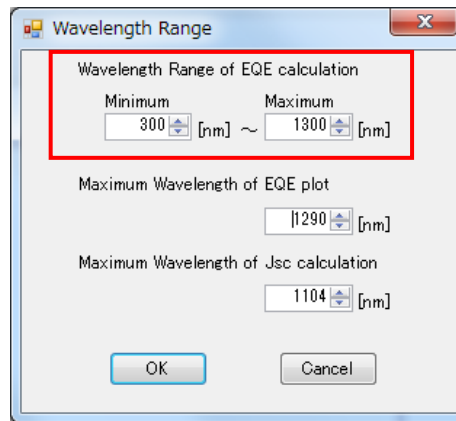 Wavelength Range
Wavelength Range of EQE calculation
Minimum Maximum
300 [nm] ～ 1300 [nm]
Maximum Wavelength of EQE plot
1290 [nm]
Maximum Wavelength of Jsc calculation
1104 [nm]
OK Cancel